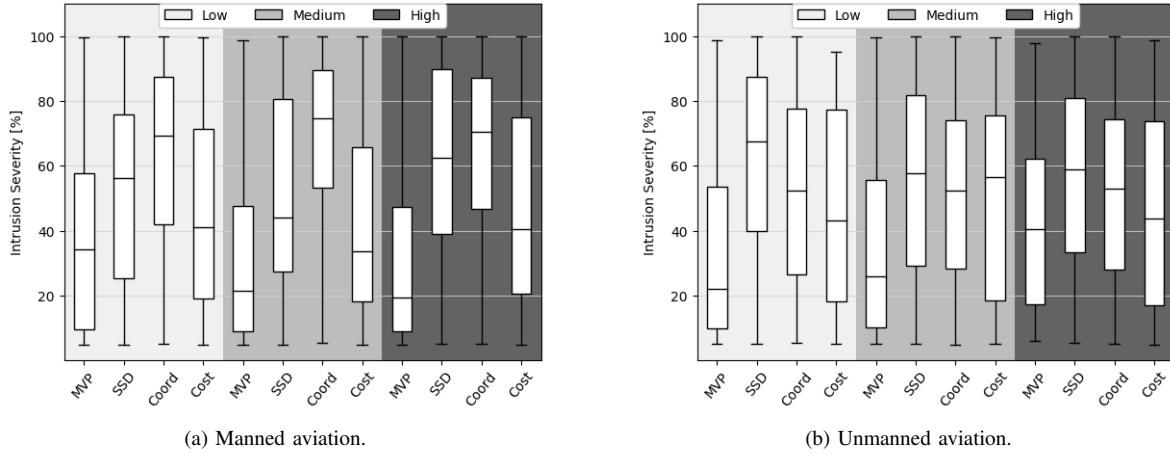 Low Medium High
100
80
60
40
20
Intrusion Severity [%]
MVP SSD Coord Cost MVP SSD Coord Cost MVP SSD Coord Cost
(a) Manned aviation.
Low Medium High
100
80
60
40
20
Intrusion Severity [%]
MVP SSD Coord Cost MVP SSD Coord Cost MVP SSD Coord Cost
(b) Unmanned aviation.